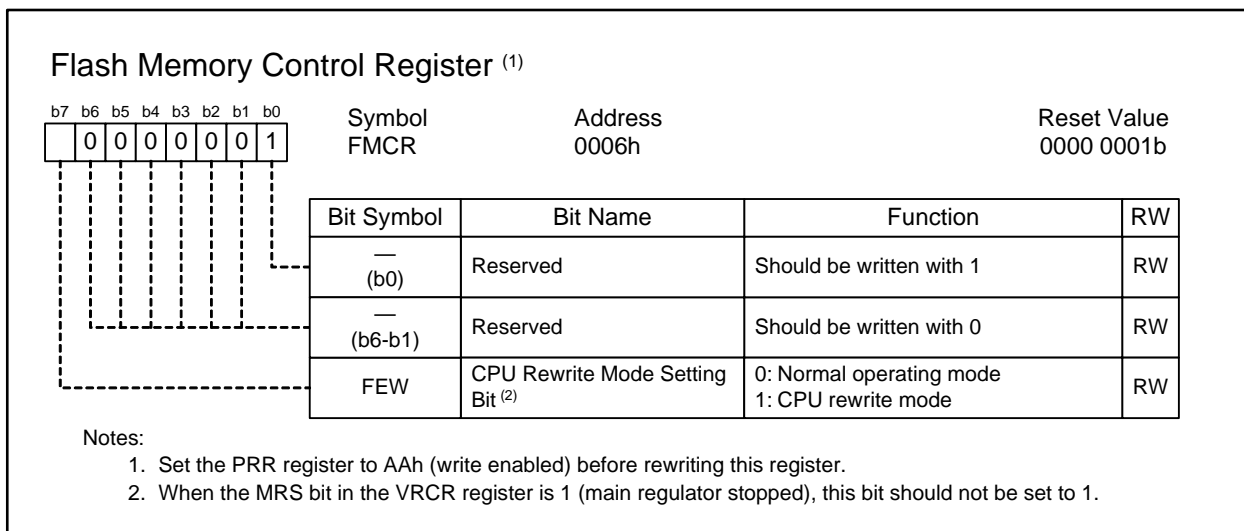 Flash Memory Control Register (1)
b7 b6 b5 b4 b3 b2 b1 b0
0 0 0 0 0 0 1
Symbol Address Reset Value
FMCR 0006h 0000 0001b
Bit Symbol Bit Name Function RW
— (b0) Reserved Should be written with 1 RW
— (b6-b1) Reserved Should be written with 0 RW
FEW CPU Rewrite Mode Setting Bit (2) 0: Normal operating mode 1: CPU rewrite mode RW
Notes:
1. Set the PRR register to AAh (write enabled) before rewriting this register.
2. When the MRS bit in the VRCR register is 1 (main regulator stopped), this bit should not be set to 1.